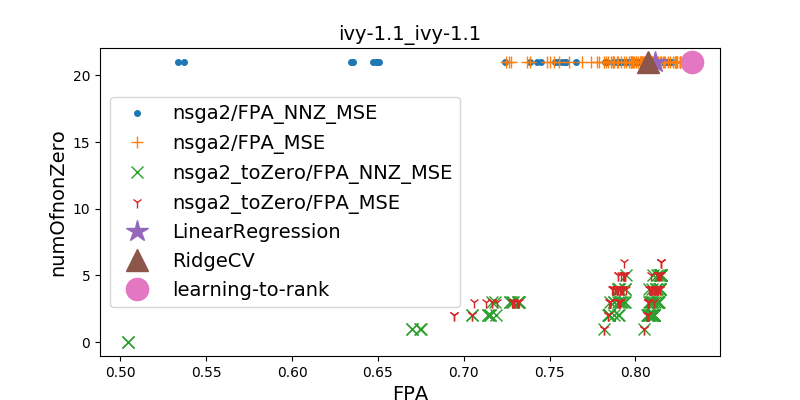 ivy-1.1_ivy-1.1
numOfnonZero
20
15
10
5
0
nsga2/FPA_NNZ_MSE
nsga2/FPA_MSE
nsga2_toZero/FPA_NNZ_MSE
nsga2_toZero/FPA_MSE
LinearRegression
RidgeCV
learning-to-rank
0.50 0.55 0.60 0.65 0.70 0.75 0.80
FPA